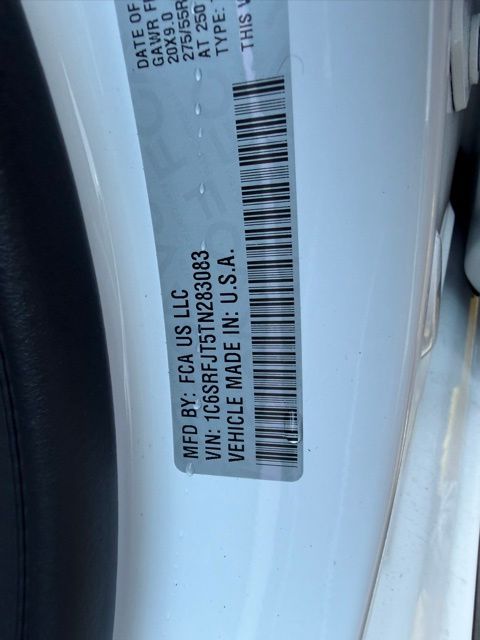 DATE OF
GAWR F
20X9.0
275/55R
AT 250
TYPE:
THIS V
MFD BY: FCA US LLC
VIN: 1C6SRFJT5TN283083
VEHICLE MADE IN: U.S.A.